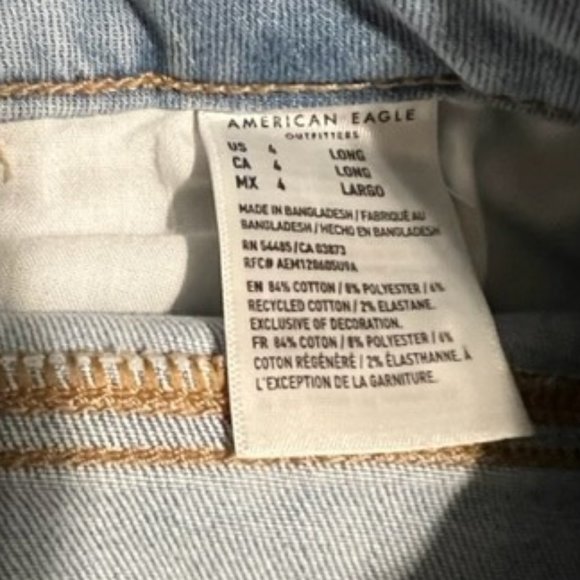 AMERICAN EAGLE
OUTFITTERS
US 4 LONG
CA 4 LONG
MX 4 LARGO
MADE IN BANGLADESH / FABRIQUÉ AU
BANGLADESH / HECHO EN BANGLADESH
RN 54485 / CA 03873
RFC# AEM120605U9A
EN 84% COTTON / 8% POLYESTER / 6%
RECYCLED COTTON / 2% ELASTANE.
EXCLUSIVE OF DECORATION.
FR 84% COTON / 8% POLYESTER / 6%
COTON RÉGÉNÉRÉ / 2% ÉLASTHANNE. À
L'EXCEPTION DE LA GARNITURE.